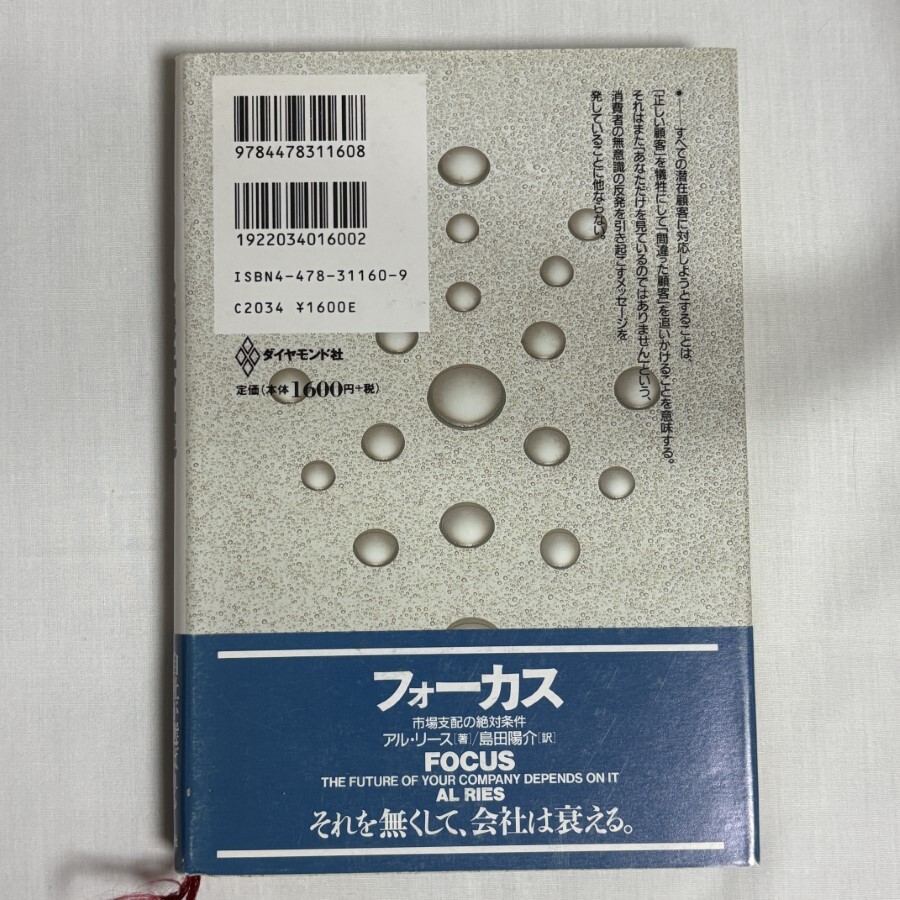 9784478311608
1922034016002
ISBN4-478-31160-9
C2034 ¥1600E
ダイヤモンド社
定価(本体1600円+税)
●――すべての潜在顧客に対応しようとすることは、
「正しい顧客」を犠牲にして「間違った顧客」を追いかけることを意味する。
それはまた「あなただけを見ているのではありません」という、
消費者の無意識の反発を引き起こすメッセージを
発していることに他ならない。
フォーカス
市場支配の絶対条件
アル・リース[著]/島田陽介[訳]
FOCUS
THE FUTURE OF YOUR COMPANY DEPENDS ON IT
AL RIES
それを無くして、会社は衰える。